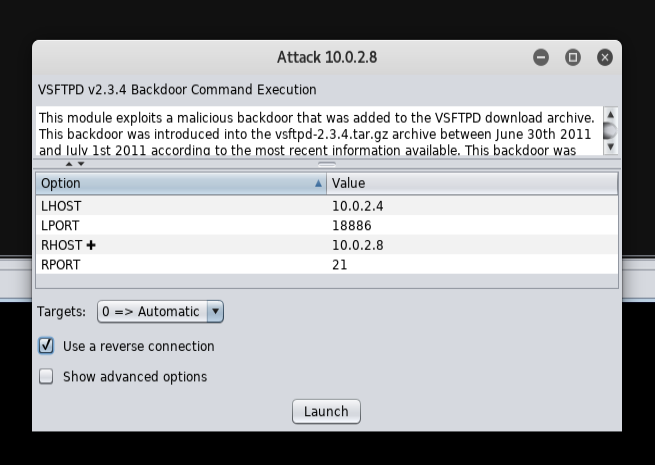 Attack 10.0.2.8
VSFTPD v2.3.4 Backdoor Command Execution
This module exploits a malicious backdoor that was added to the VSFTPD download archive.
This backdoor was introduced into the vsftpd-2.3.4.tar.gz archive between June 30th 2011
and July 1st 2011 according to the most recent information available. This backdoor was
Option Value
LHOST 10.0.2.4
LPORT 18886
RHOST ✚ 10.0.2.8
RPORT 21
Targets: 0 => Automatic
Use a reverse connection
Show advanced options
Launch